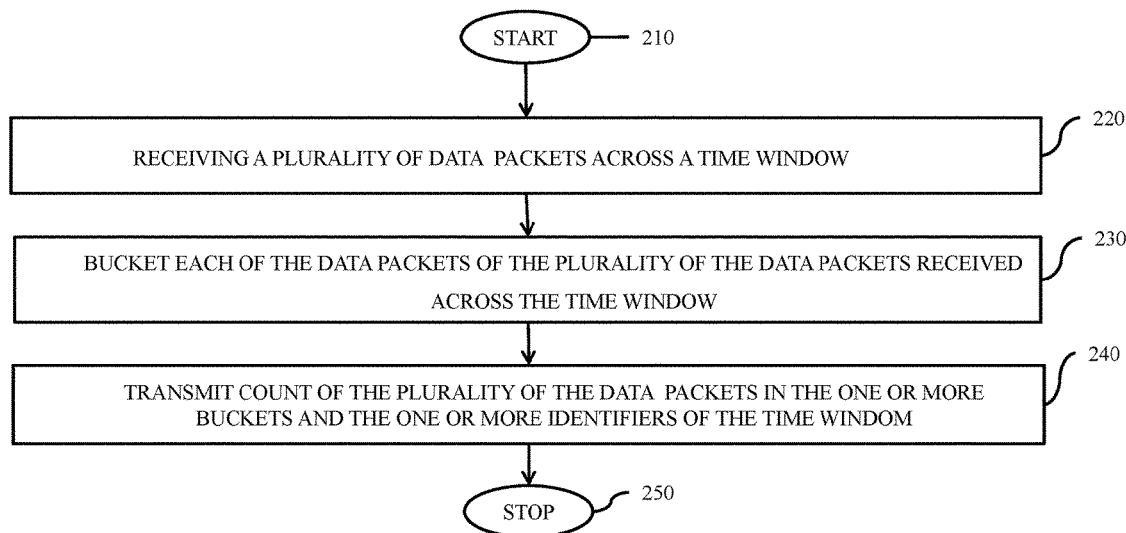 START
210
220
RECEIVING A PLURALITY OF DATA PACKETS ACROSS A TIME WINDOW
230
BUCKET EACH OF THE DATA PACKETS OF THE PLURALITY OF THE DATA PACKETS RECEIVED
ACROSS THE TIME WINDOW
240
TRANSMIT COUNT OF THE PLURALITY OF THE DATA PACKETS IN THE ONE OR MORE
BUCKETS AND THE ONE OR MORE IDENTIFIERS OF THE TIME WINDOM
250
STOP